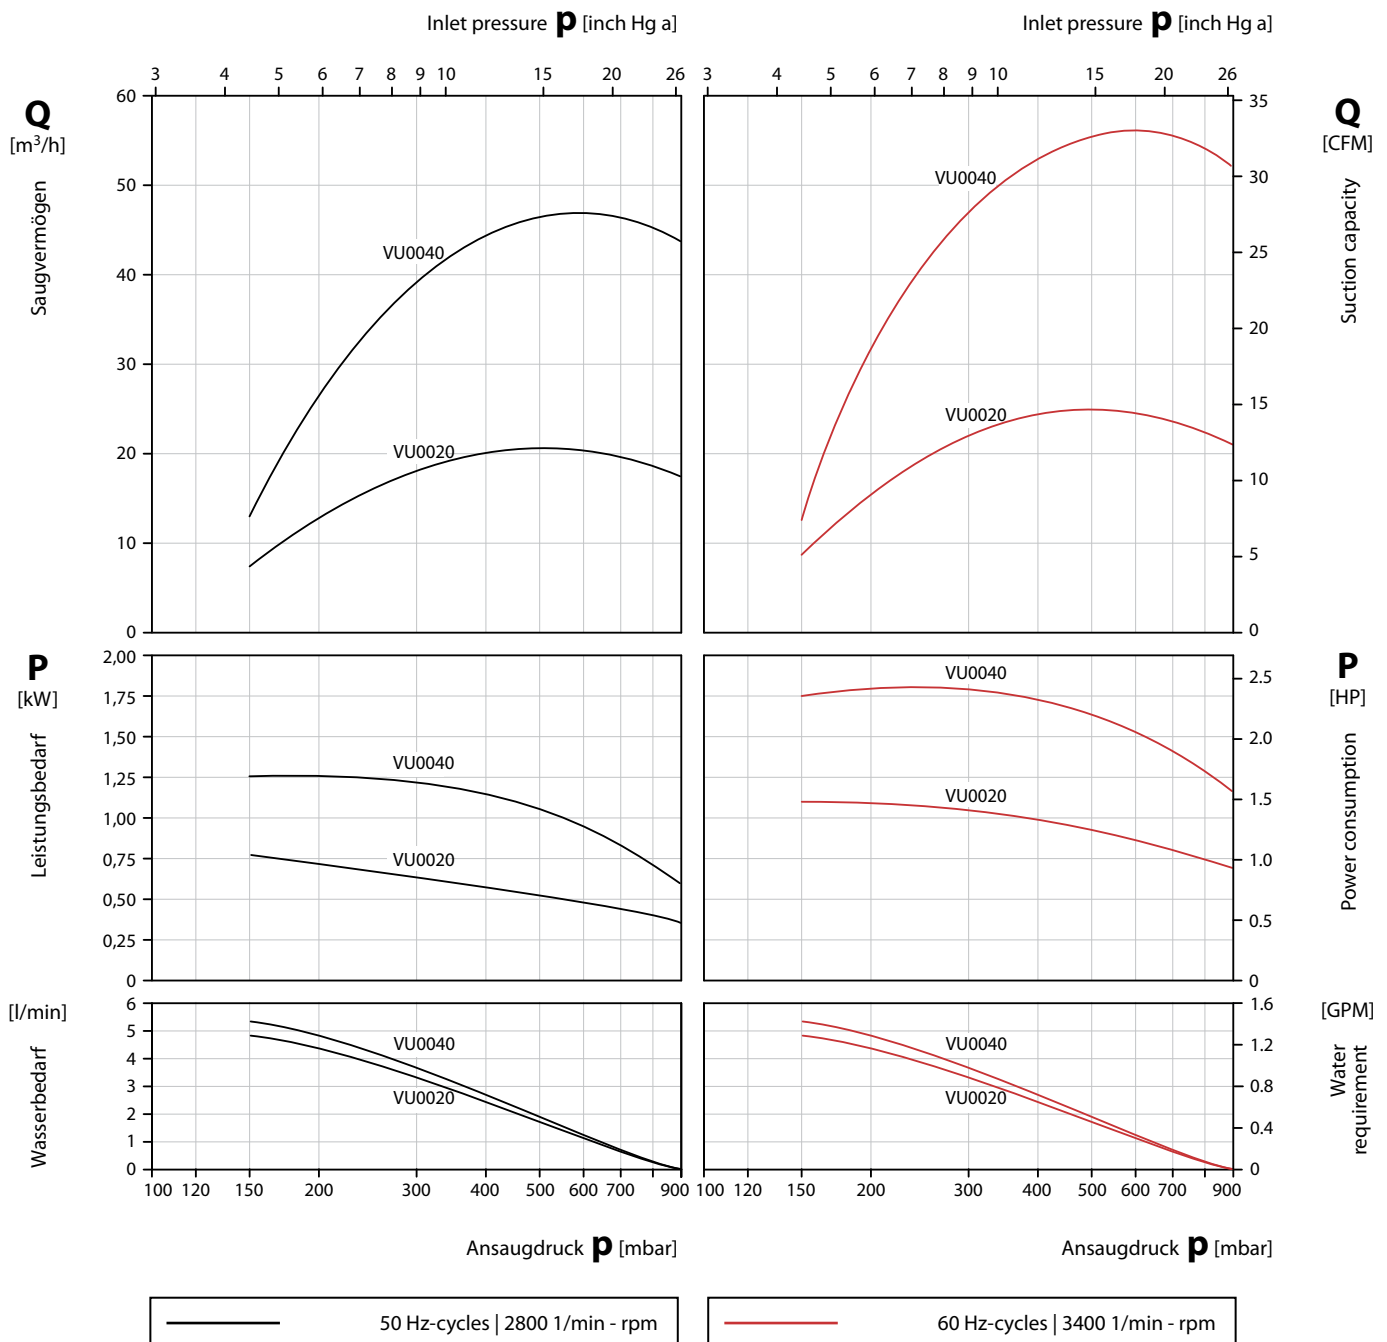 Inlet pressure p [inch Hg a]
Inlet pressure p [inch Hg a]
3 4 5 6 7 8 9 10 15 20 26
3 4 5 6 7 8 9 10 15 20 26
Q
[m³/h]
Saugvermögen
60
50
40
30
20
10
0
VU0040
VU0020
VU0040
VU0020
35
30
25
20
15
10
5
0
Q
[CFM]
Suction capacity
P
[kW]
Leistungsbedarf
2,00
1,75
1,50
1,25
1,00
0,75
0,50
0,25
0
VU0040
VU0020
VU0040
VU0020
2.5
2.0
1.5
1.0
0.5
0
P
[HP]
Power consumption
[l/min]
Wasserbedarf
6
5
4
3
2
1
0
VU0040
VU0020
VU0040
VU0020
1.6
1.2
0.8
0.4
0
[GPM]
Water
requirement
100 120 150 200 300 400 500 600 700 900
100 120 150 200 300 400 500 600 700 900
Ansaugdruck p [mbar]
Ansaugdruck p [mbar]
50 Hz-cycles | 2800 1/min - rpm
60 Hz-cycles | 3400 1/min - rpm